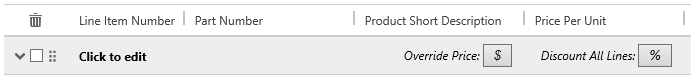 Line Item Number Part Number Product Short Description Price Per Unit
Click to edit Override Price: $ Discount All Lines: %